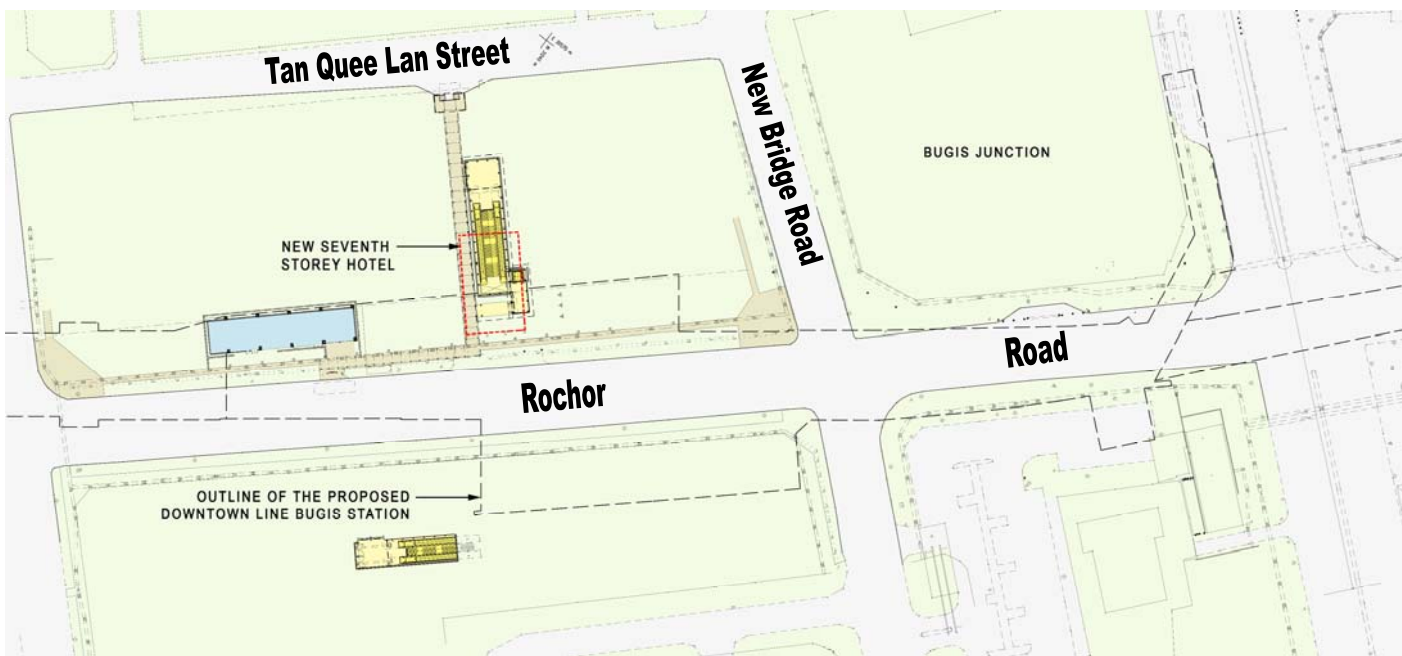 Tan Quee Lan Street
New Bridge Road
BUGIS JUNCTION
NEW SEVENTH
STOREY HOTEL
Rochor Road
OUTLINE OF THE PROPOSED
DOWNTOWN LINE BUGIS STATION